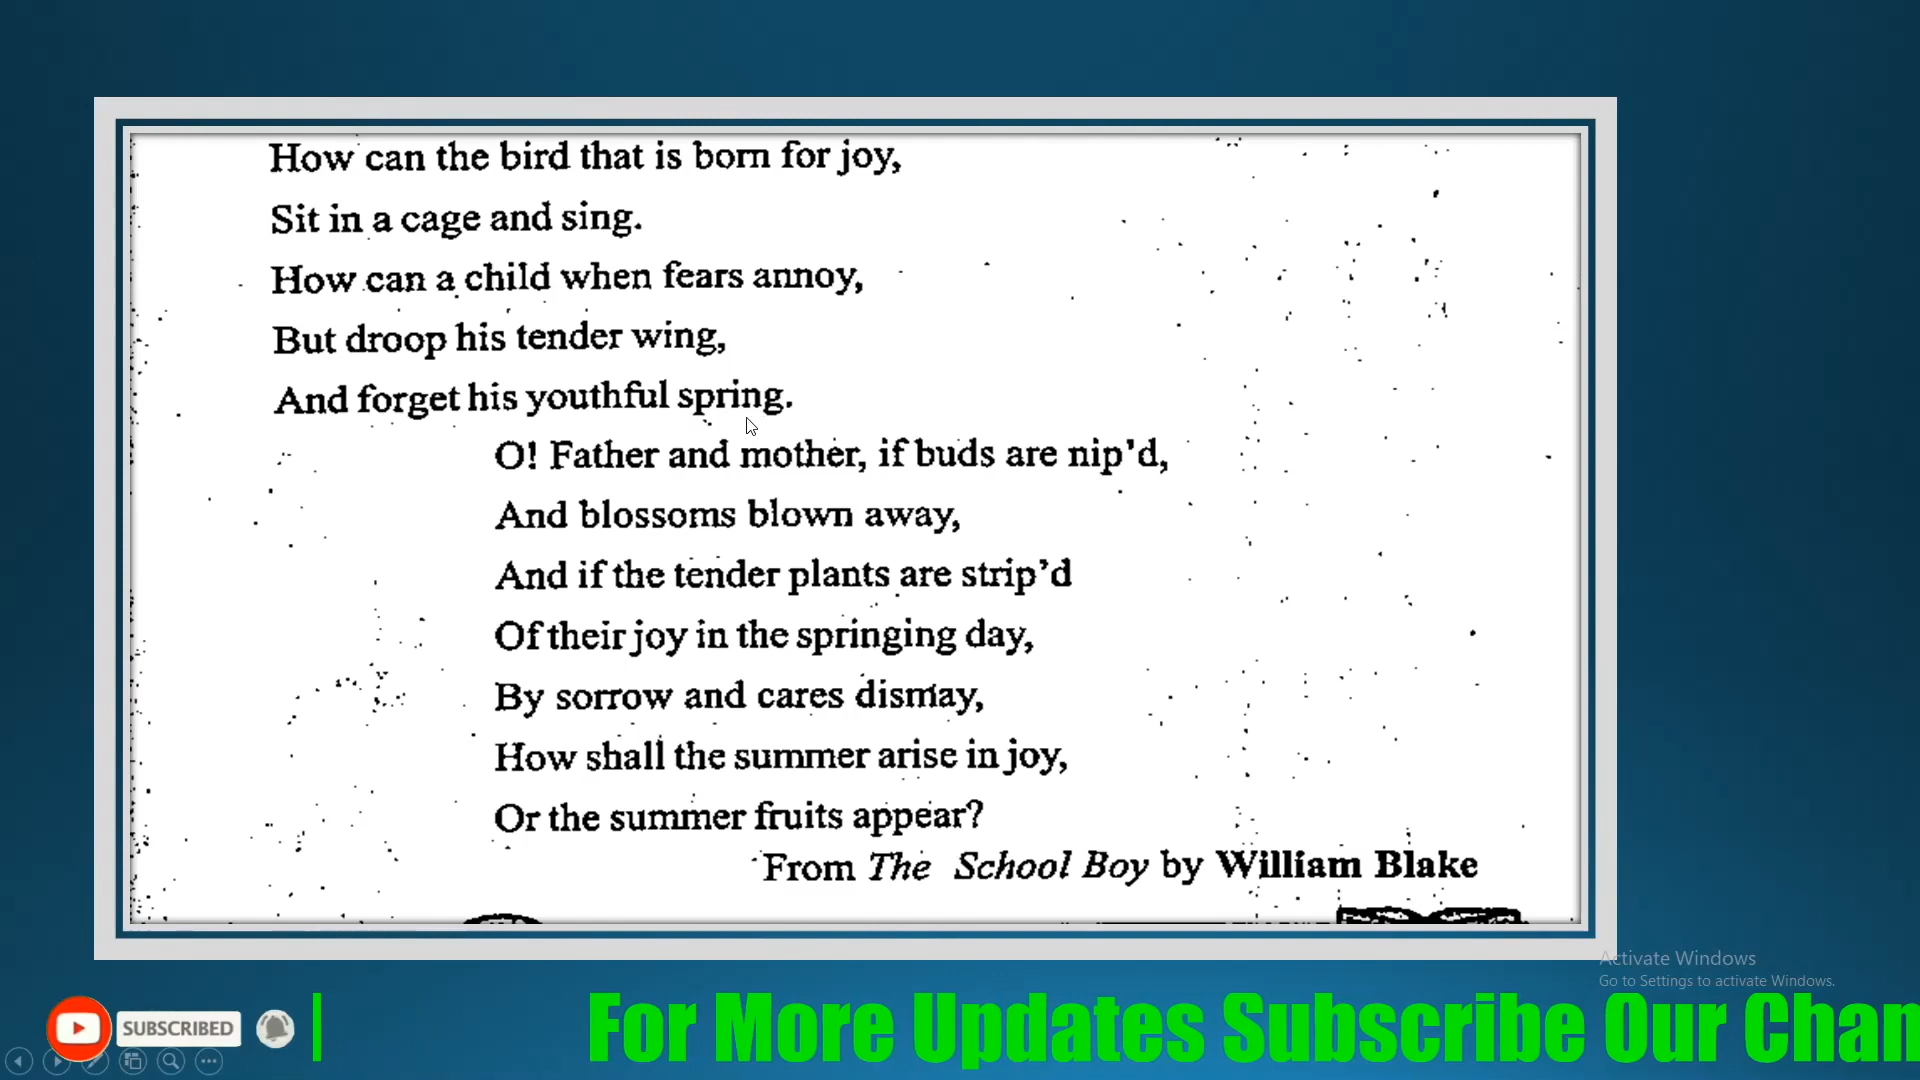 How can the bird that is born for joy,
Sit in a cage and sing.
How can a child when fears annoy,
But droop his tender wing,
And forget his youthful spring.
O! Father and mother, if buds are nip’d,
And blossoms blown away,
And if the tender plants are strip’d
Of their joy in the springing day,
By sorrow and cares dismay,
How shall the summer arise in joy,
Or the summer fruits appear?
From The School Boy by William Blake
Activate Windows
Go to Settings to activate Windows.
SUBSCRIBED
For More Updates Subscribe Our Chan